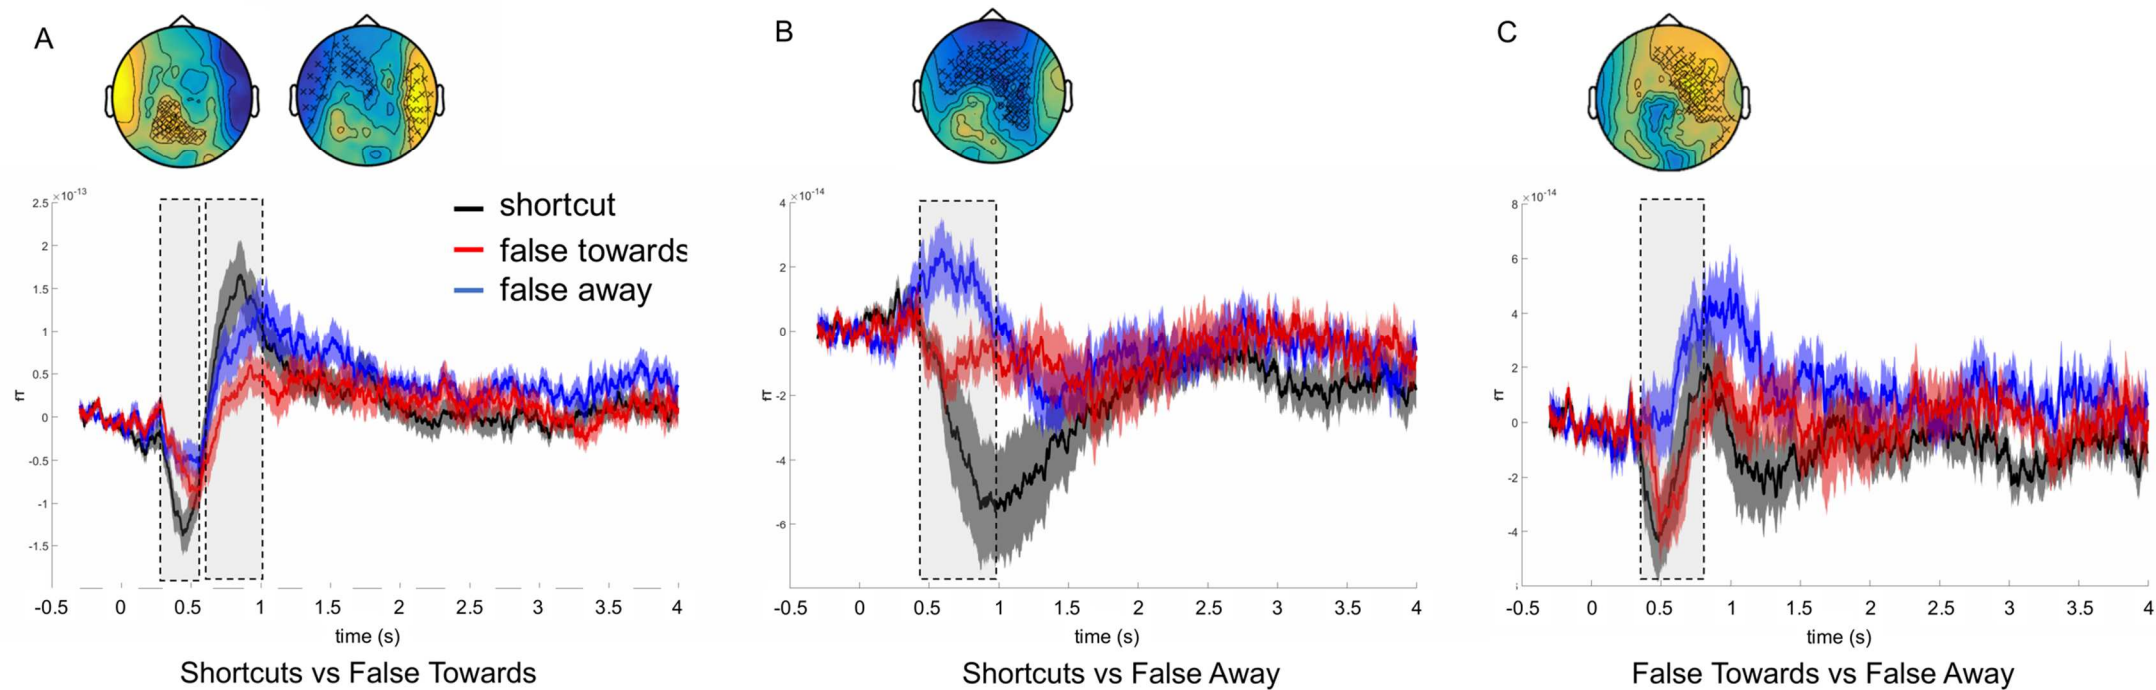 A
B
C
×10⁻¹³
2.5
2
1.5
1
0.5
0
-0.5
-1
-1.5
fT
-0.5 0 0.5 1 1.5 2 2.5 3 3.5 4
time (s)
Shortcuts vs False Towards
shortcut
false towards
false away
×10⁻¹⁴
4
2
0
-2
-4
-6
fT
-0.5 0 0.5 1 1.5 2 2.5 3 3.5 4
time (s)
Shortcuts vs False Away
×10⁻¹⁴
8
6
4
2
0
-2
-4
fT
-0.5 0 0.5 1 1.5 2 2.5 3 3.5 4
time (s)
False Towards vs False Away